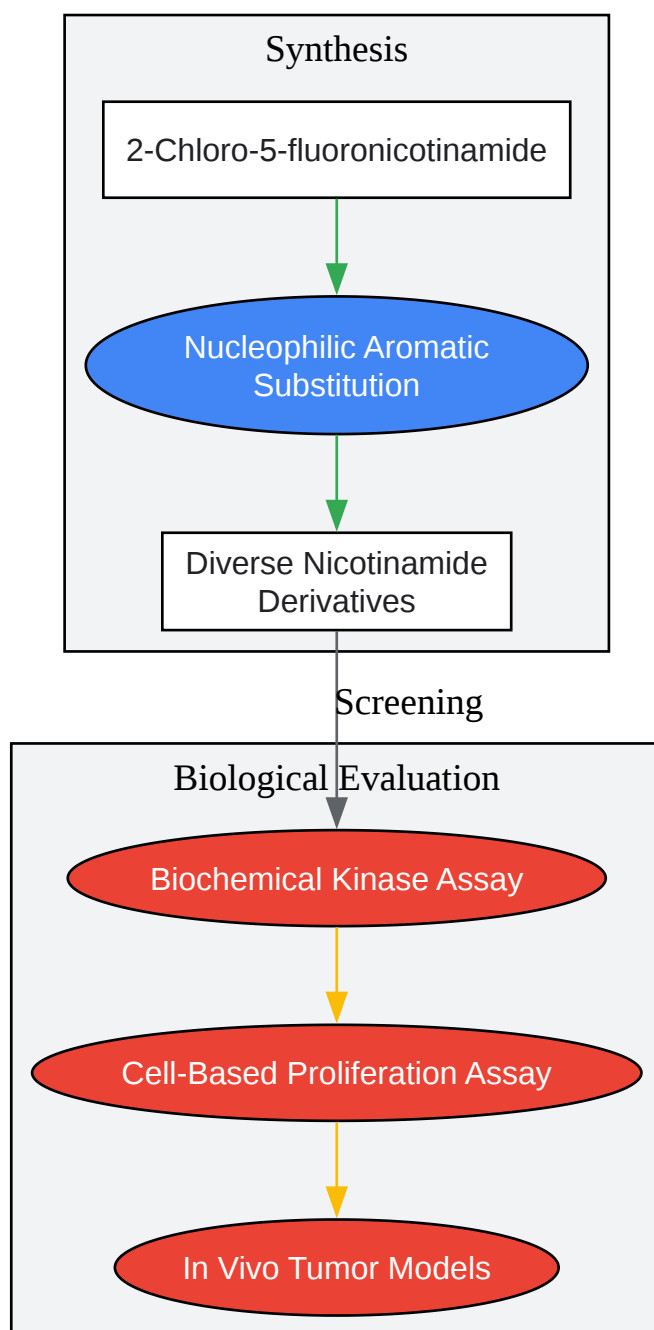 Synthesis
2-Chloro-5-fluoronicotinamide
Nucleophilic Aromatic
Substitution
Diverse Nicotinamide
Derivatives
Screening
Biological Evaluation
Biochemical Kinase Assay
Cell-Based Proliferation Assay
In Vivo Tumor Models